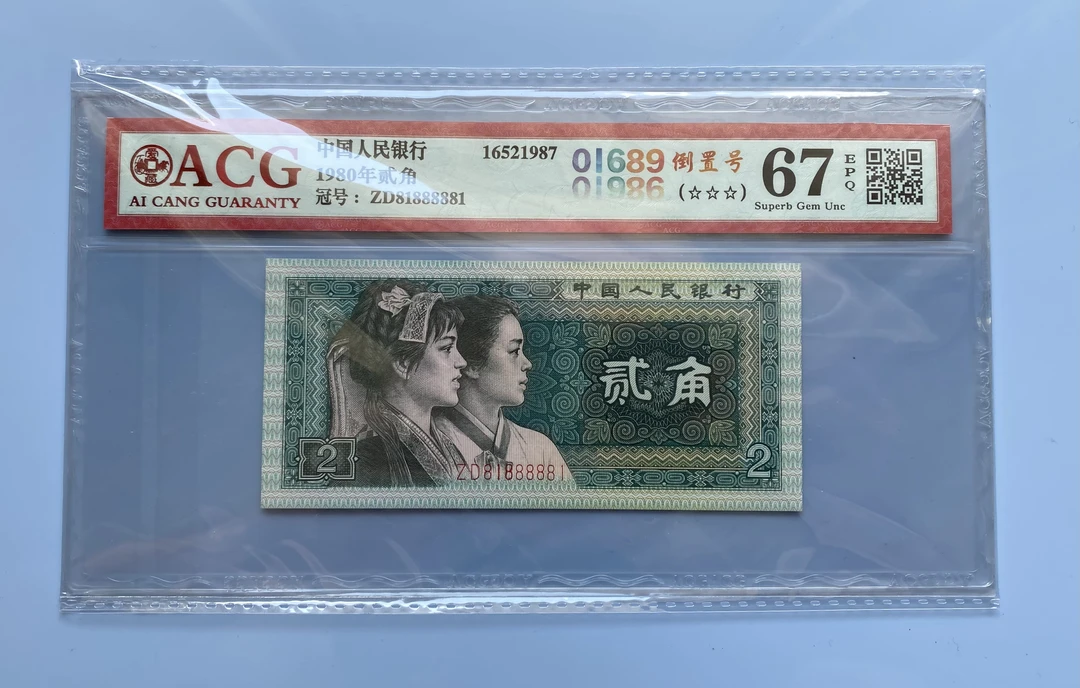 ACG
AI CANG GUARANTY
中国人民银行
1980年贰角
冠号：ZD81888881
16521987
01689
01986
倒置号
(☆☆☆)
67
EPQ
Superb Gem Unc
中国人民银行
贰角
2
ZD81888881
2